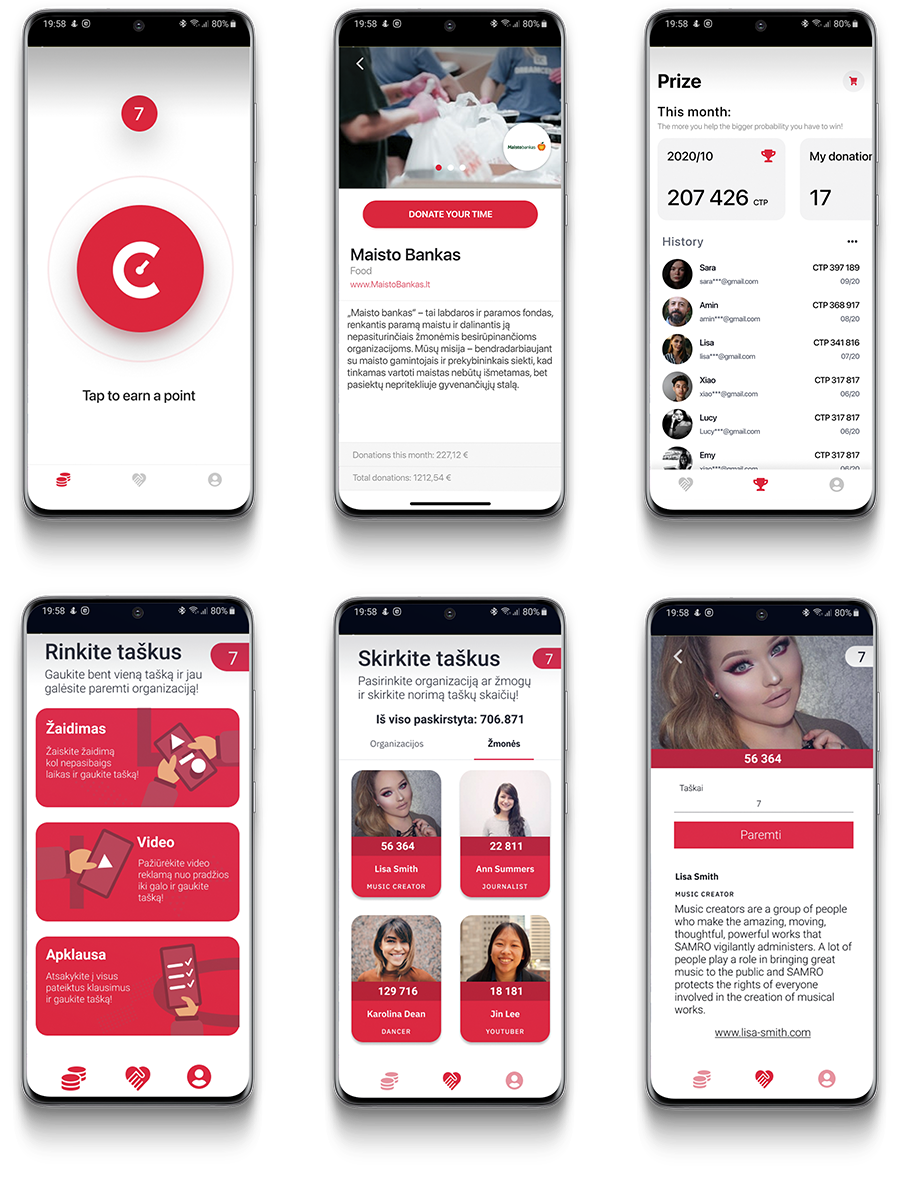 19:58 80%
7
C
Tap to earn a point
19:58 80%
Maistobankas
DONATE YOUR TIME
Maisto Bankas
Food
www.MaistoBankas.lt
„Maisto bankas“ – tai labdaros ir paramos fondas,
renkantis paramą maistu ir dalinantis ją
nepasiturinčiais žmonėmis besirūpinančioms
organizacijoms. Mūsų misija – bendradarbiaujant
su maisto gamintojais ir prekybininkais siekti, kad
tinkamas vartoti maistas nebūtų išmetamas, bet
pasiektų nepritekliuje gyvenančiųjų stalą.
Donations this month: 227,12 €
Total donations: 1212,54 €
19:58 80%
Prize
This month:
The more you help the bigger probability you have to win!
2020/10
207 426 CTP
My donation
17
History
Sara CTP 397 189
sara***@gmail.com 09/20
Amin CTP 368 917
amin***@gmail.com 08/20
Lisa CTP 341 816
lisa***@gmail.com 07/20
Xiao CTP 317 817
xiao***@gmail.com 06/20
Lucy CTP 317 817
Lucy***@gmail.com 06/20
Emy CTP 317 817
xiao***@gmail.com 06/20
19:58 80%
Rinkite taškus
7
Gaukite bent vieną tašką ir jau
galėsite paremti organizaciją!
Žaidimas
Žaiskite žaidimą
kol nepasibaigs
laikas ir gaukite tašką!
Video
Pažiūrėkite video
reklamą nuo pradžios
iki galo ir gaukite
tašką!
Apklausa
Atsakykite į visus
pateiktus klausimus
ir gaukite tašką!
19:58 80%
Skirkite taškus
7
Pasirinkite organizaciją ar žmogų
ir skirkite norimą taškų skaičių!
Iš viso paskirstyta: 706.871
Organizacijos Žmonės
56 364
Lisa Smith
MUSIC CREATOR
22 811
Ann Summers
JOURNALIST
129 716
Karolina Dean
DANCER
18 181
Jin Lee
YOUTUBER
19:58 80%
7
56 364
Taškai
7
Paremti
Lisa Smith
MUSIC CREATOR
Music creators are a group of people
who make the amazing, moving,
thoughtful, powerful works that
SAMRO vigilantly administers. A lot of
people play a role in bringing great
music to the public and SAMRO
protects the rights of everyone
involved in the creation of musical
works.
www.lisa-smith.com